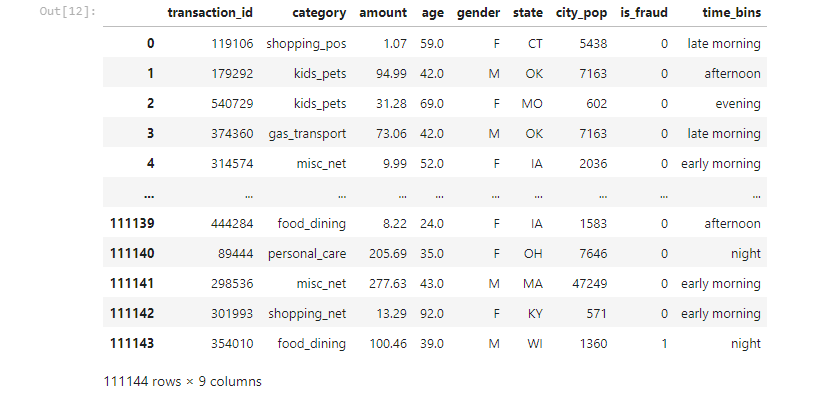 Out[12]:
transaction_id category amount age gender state city_pop is_fraud time_bins
0 119106 shopping_pos 1.07 59.0 F CT 5438 0 late morning
1 179292 kids_pets 94.99 42.0 M OK 7163 0 afternoon
2 540729 kids_pets 31.28 69.0 F MO 602 0 evening
3 374360 gas_transport 73.06 42.0 M OK 7163 0 late morning
4 314574 misc_net 9.99 52.0 F IA 2036 0 early morning
... ... ... ... ... ... ... ... ... ...
111139 444284 food_dining 8.22 24.0 F IA 1583 0 afternoon
111140 89444 personal_care 205.69 35.0 F OH 7646 0 night
111141 298536 misc_net 277.63 43.0 M MA 47249 0 early morning
111142 301993 shopping_net 13.29 92.0 F KY 571 0 early morning
111143 354010 food_dining 100.46 39.0 M WI 1360 1 night
111144 rows × 9 columns